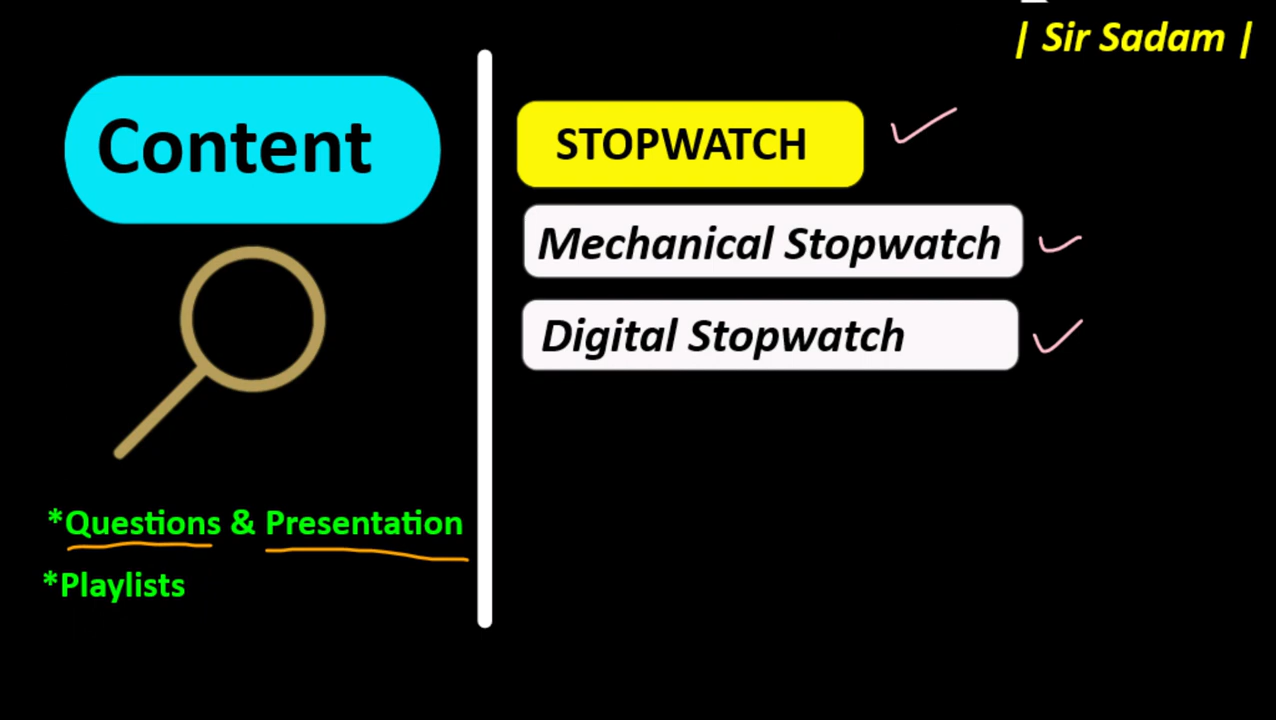 | Sir Sadam |
Content
STOPWATCH
Mechanical Stopwatch
Digital Stopwatch
*Questions & Presentation
*Playlists